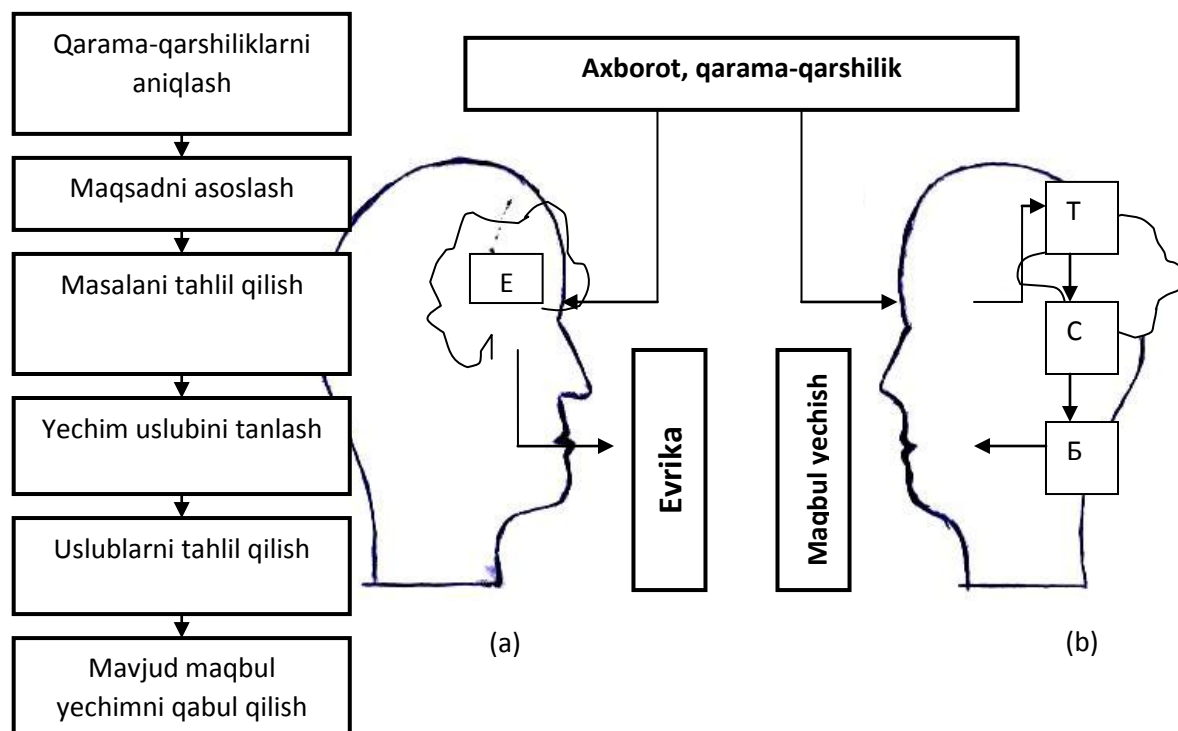 Qarama-qarshiliklarni
aniqlash
Maqsadni asoslash
Masalani tahlil qilish
Yechim uslubini tanlash
Uslublarni tahlil qilish
Mavjud maqbul
yechimni qabul qilish
Axborot, qarama-qarshilik
E
Evrika
(a)
Maqbul yechish
Т
С
Б
(b)